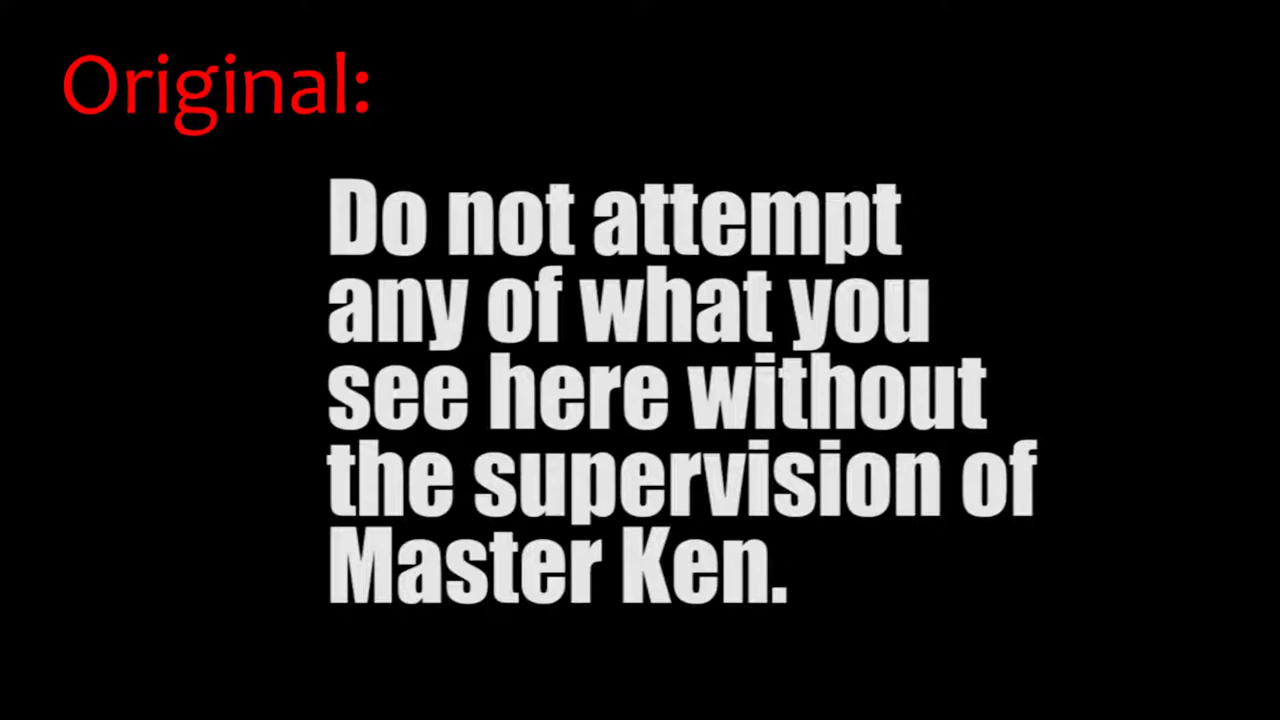 Original:
Do not attempt
any of what you
see here without
the supervision of
Master Ken.